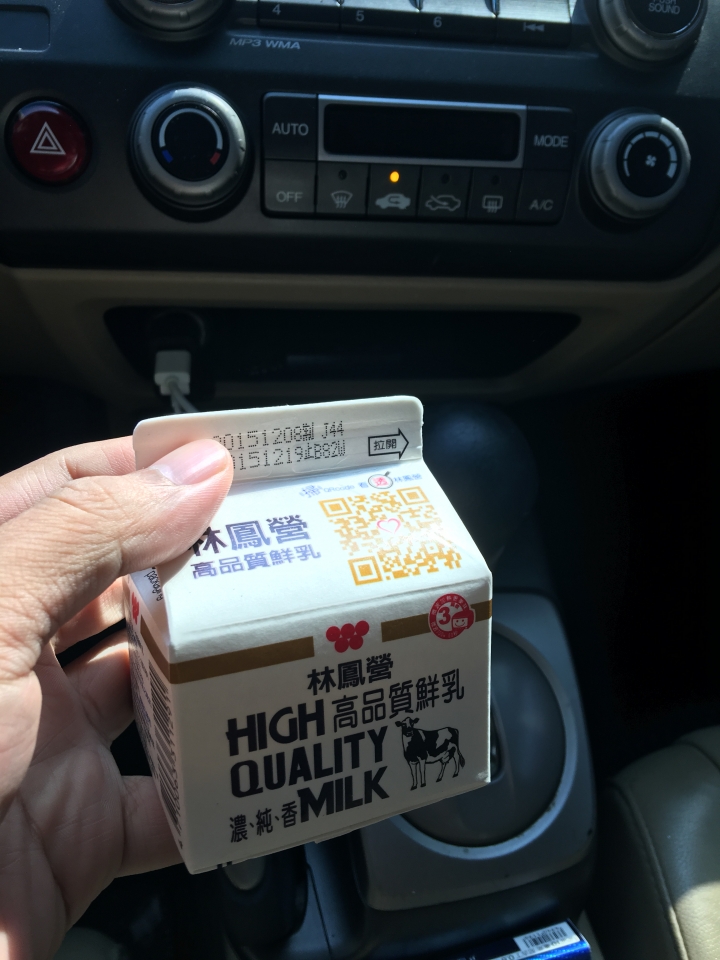 4
5
6
MP3 WMA
SOUND
AUTO
MODE
OFF
A/C
20151208製 J44
20151219止B82W
拉開
林鳳營
高品質鮮乳
3
林鳳營
HIGH 高品質鮮乳
QUALITY
濃、純、香 MILK